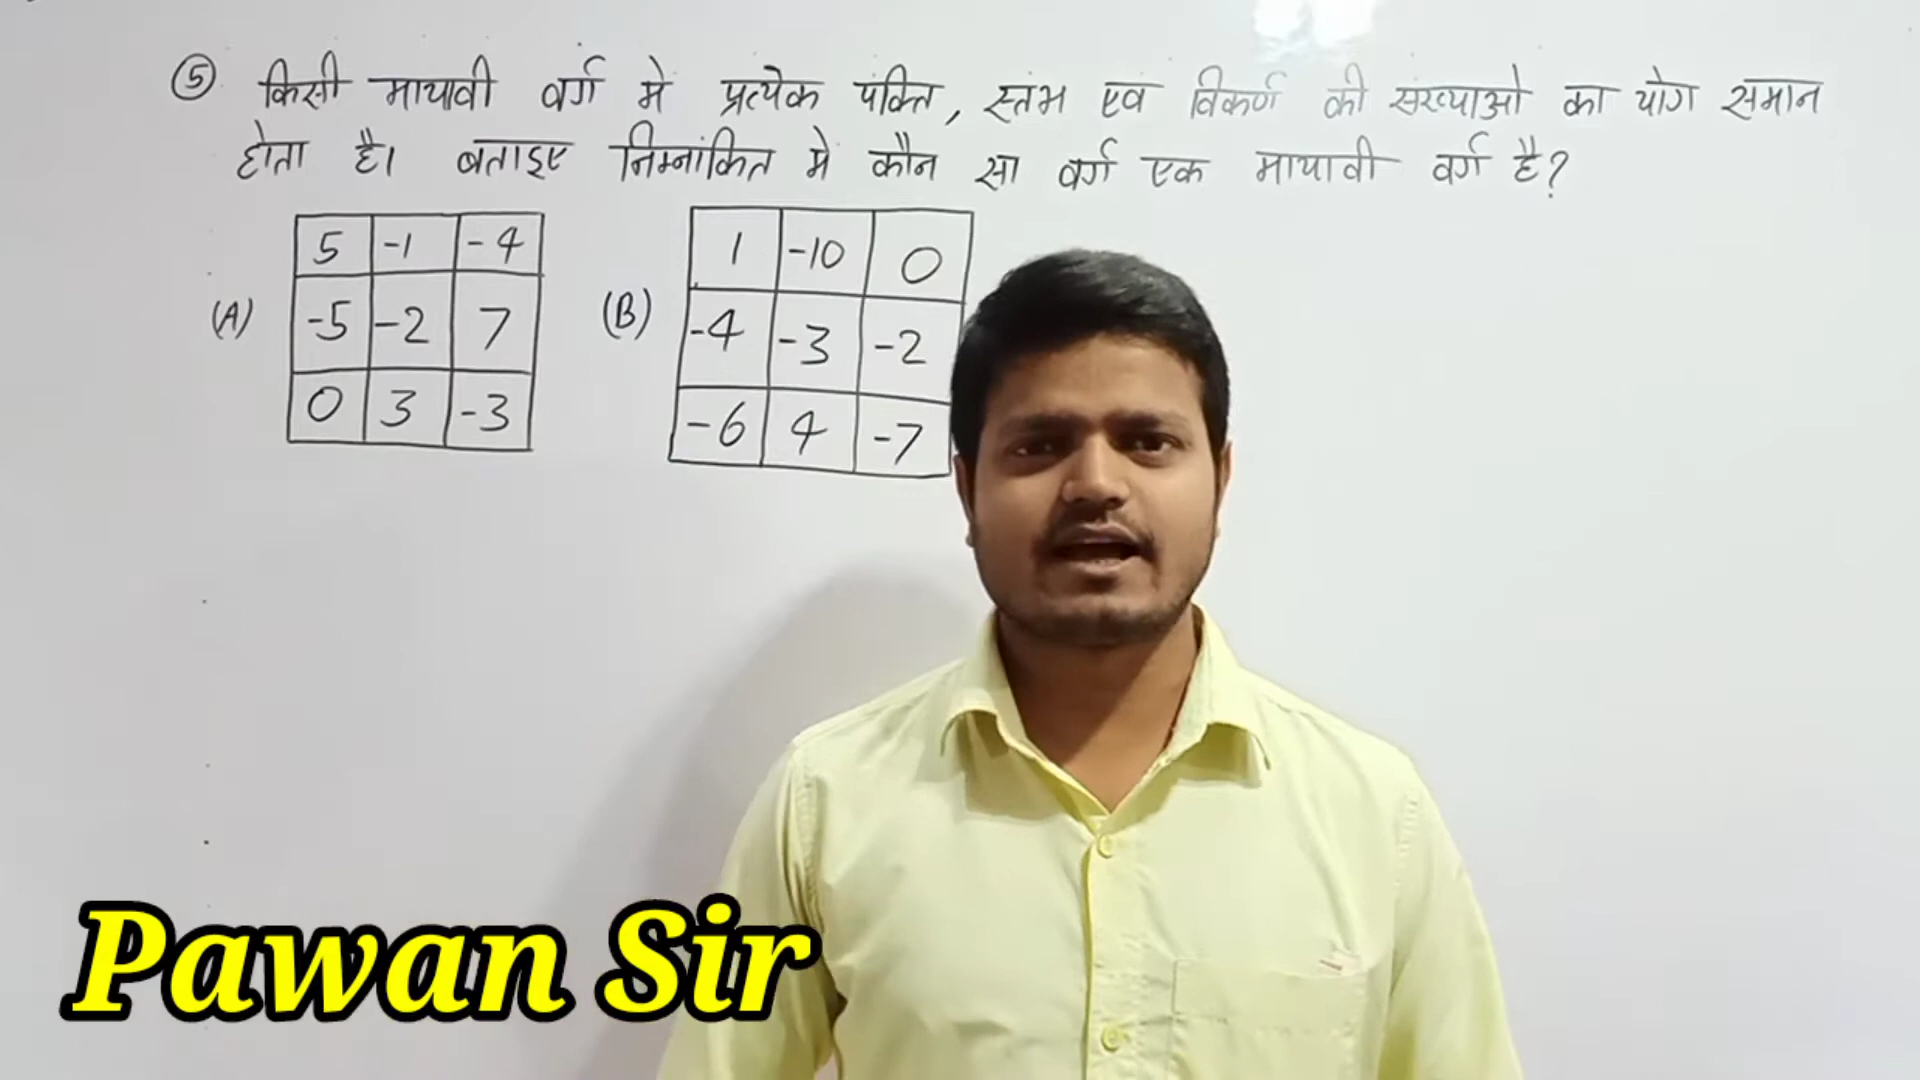 ⑤ किसी मायावी वर्ग मे प्रत्येक पंक्ति, स्तंभ एवं विकर्ण की संख्याओ का योग समान
होता है। बताइए निम्नांकित मे कौन सा वर्ग एक मायावी वर्ग है?
(A)
5 -1 -4
-5 -2 7
0 3 -3
(B)
1 -10 0
-4 -3 -2
-6 4 -7
Pawan Sir